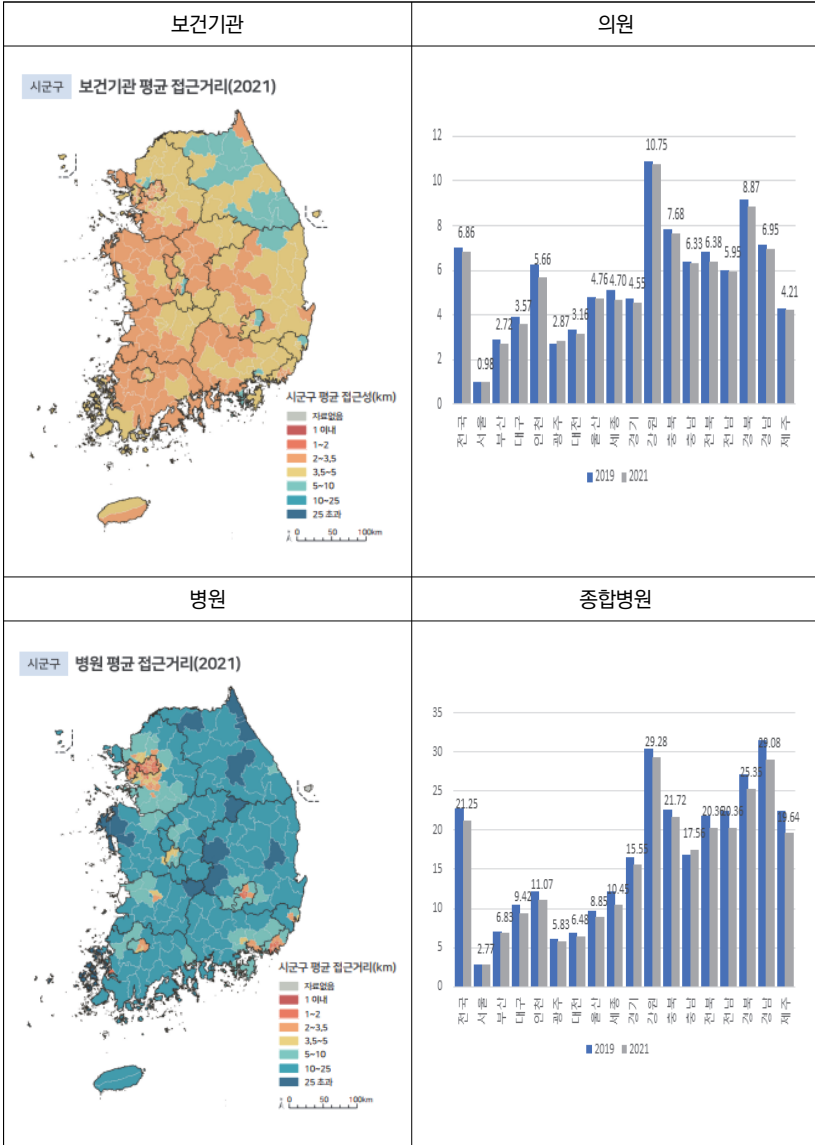 보건기관
의원
시군구 보건기관 평균 접근거리(2021)
시군구 평균 접근성(km)
자료없음
1 이내
1~2
2~3.5
3.5~5
5~10
10~25
25 초과
0 50 100km
12
10
8
6
4
2
0
6.86
0.98
2.72
3.57
5.66
2.87
3.16
4.76
4.70
4.55
10.75
7.68
6.33
6.38
5.95
8.87
6.95
4.21
전국
서울
부산
대구
인천
광주
대전
울산
세종
경기
강원
충북
충남
전북
전남
경북
경남
제주
2019 2021
병원
종합병원
시군구 병원 평균 접근거리(2021)
시군구 평균 접근거리(km)
자료없음
1 이내
1~2
2~3.5
3.5~5
5~10
10~25
25 초과
0 50 100km
35
30
25
20
15
10
5
0
21.25
2.77
6.83
9.42
11.07
5.83
6.48
8.85
10.45
15.55
29.28
21.72
17.56
20.36
25.35
29.08
19.64
전국
서울
부산
대구
인천
광주
대전
울산
세종
경기
강원
충북
충남
전북
전남
경북
경남
제주
2019 2021